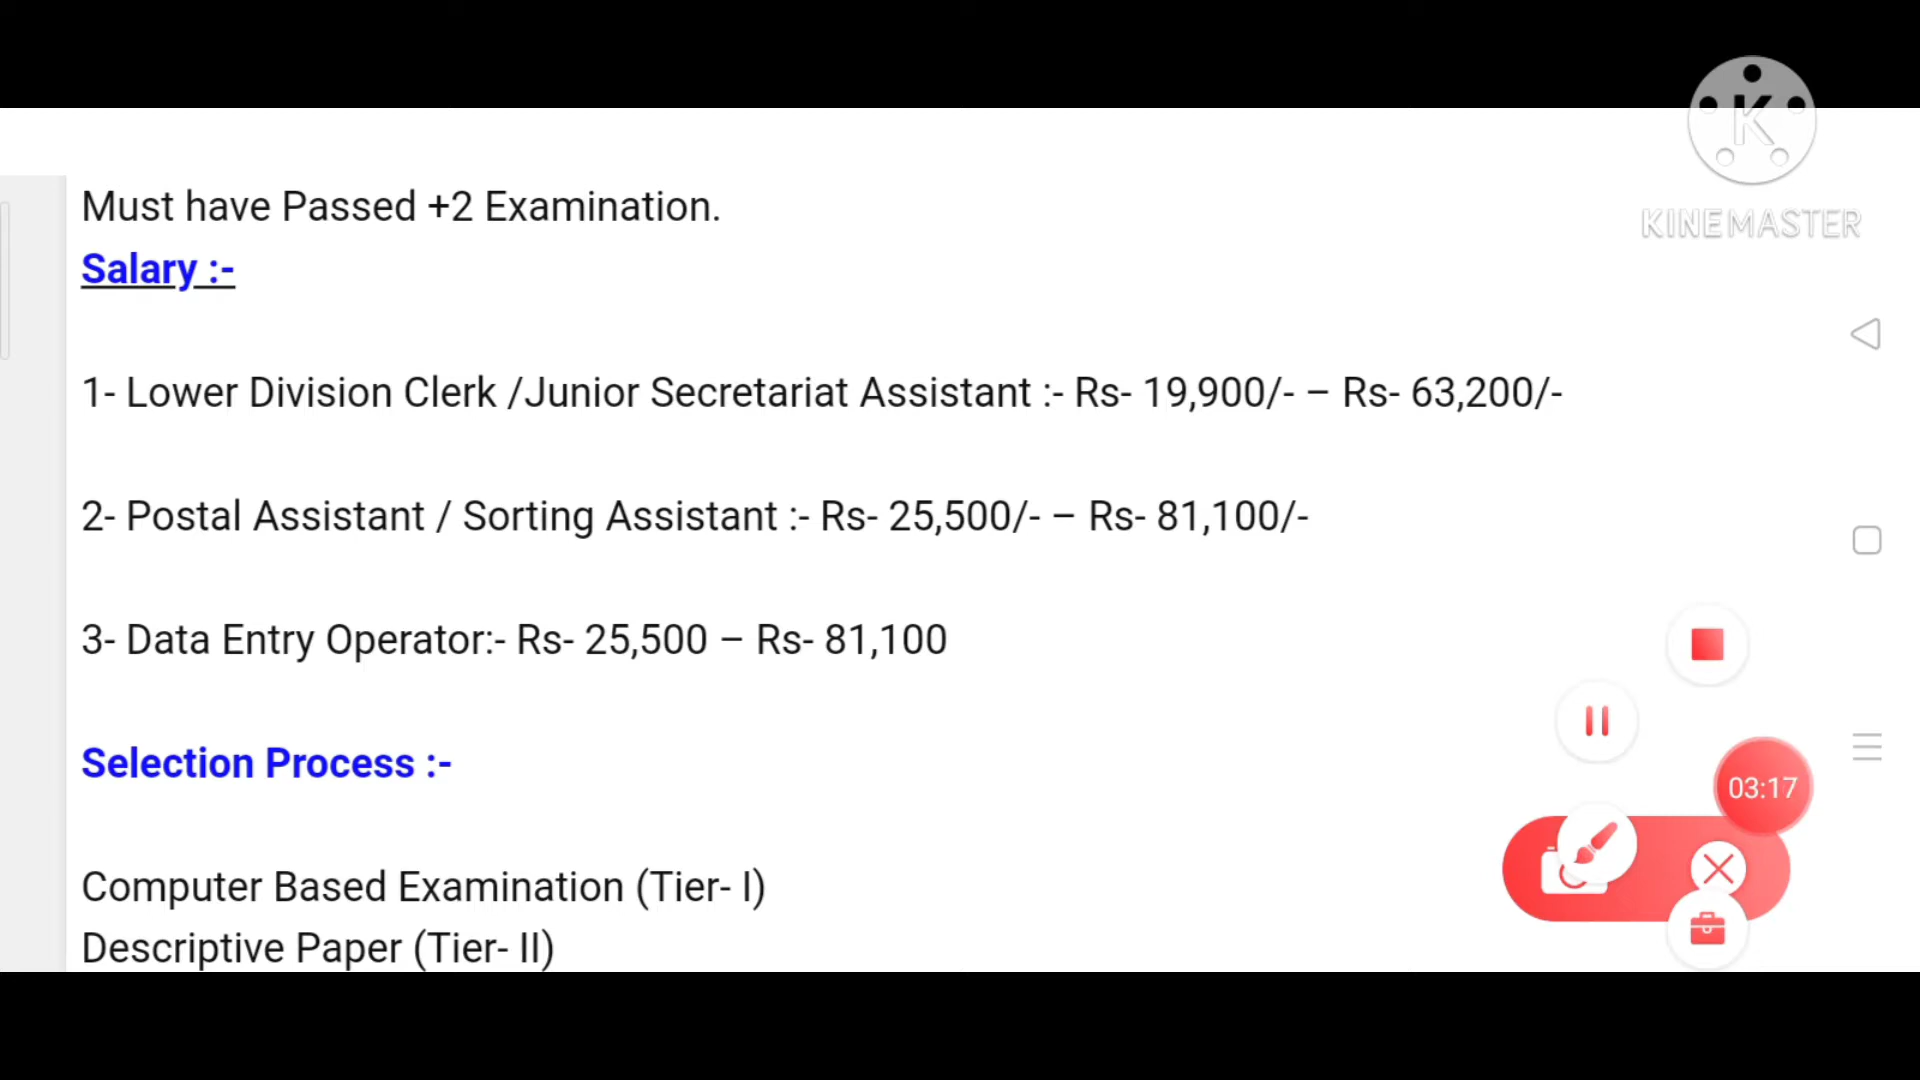 K
KINEMASTER
Must have Passed +2 Examination.
Salary :-
1- Lower Division Clerk /Junior Secretariat Assistant :- Rs- 19,900/- – Rs- 63,200/-
2- Postal Assistant / Sorting Assistant :- Rs- 25,500/- – Rs- 81,100/-
3- Data Entry Operator:- Rs- 25,500 – Rs- 81,100
Selection Process :-
03:17
Computer Based Examination (Tier- I)
Descriptive Paper (Tier- II)